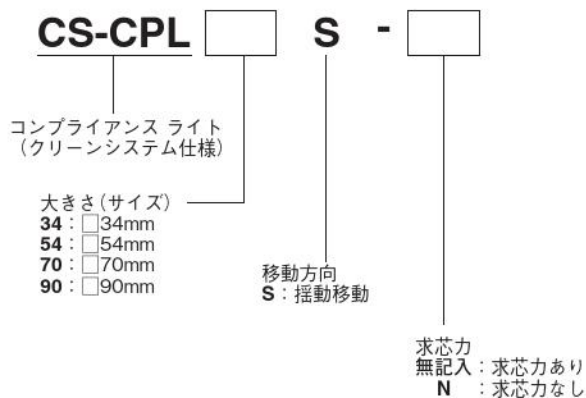 CS-CPL □ S - □
コンプライアンス ライト
（クリーンシステム仕様）
大きさ（サイズ）
34：□34mm
54：□54mm
70：□70mm
90：□90mm
移動方向
S：揺動移動
求芯力
無記入：求芯力あり
N：求芯力なし